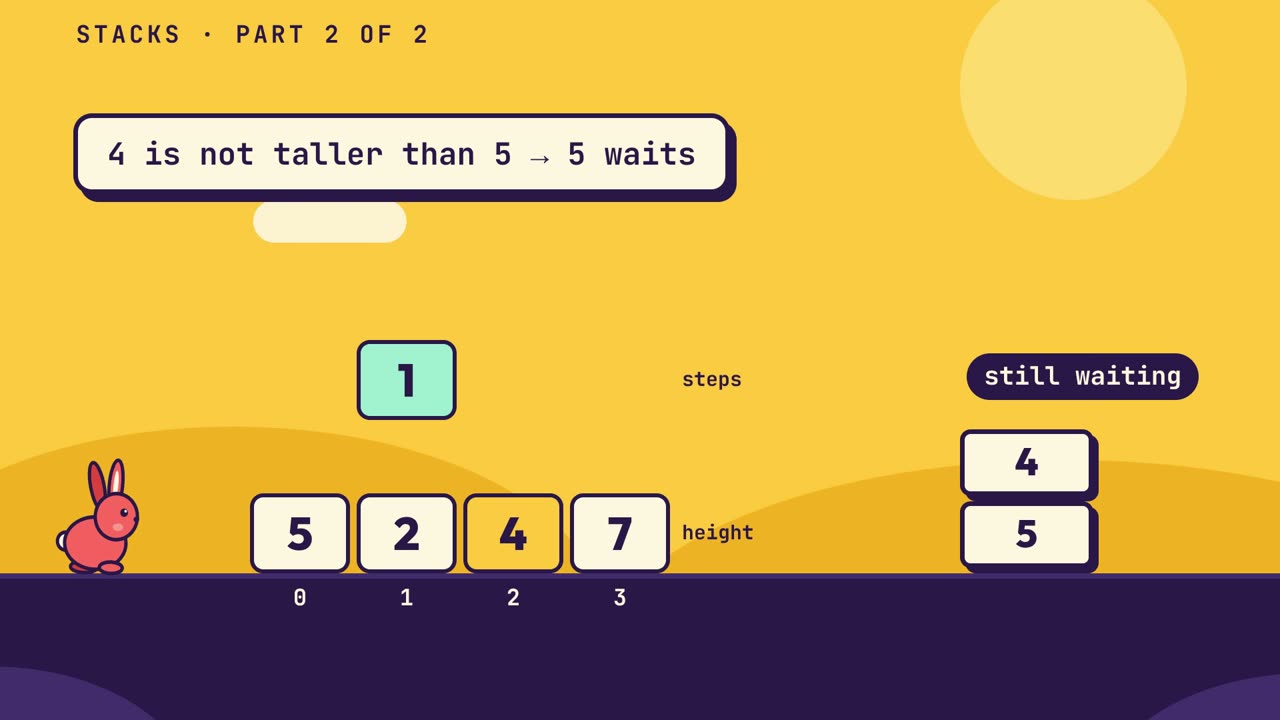 STACKS · PART 2 OF 2
4 is not taller than 5 → 5 waits
1
steps
still waiting
4
5 2 4 7 height
5
0 1 2 3